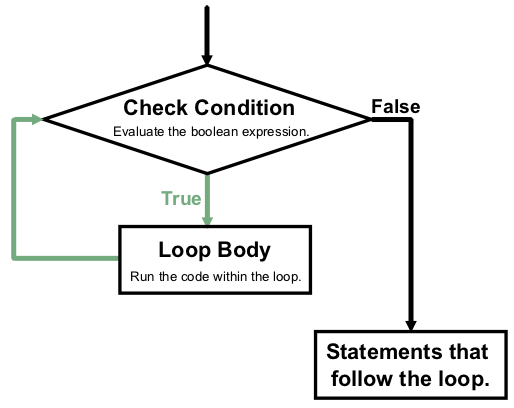 Check Condition
Evaluate the boolean expression.
False
True
Loop Body
Run the code within the loop.
Statements that
follow the loop.